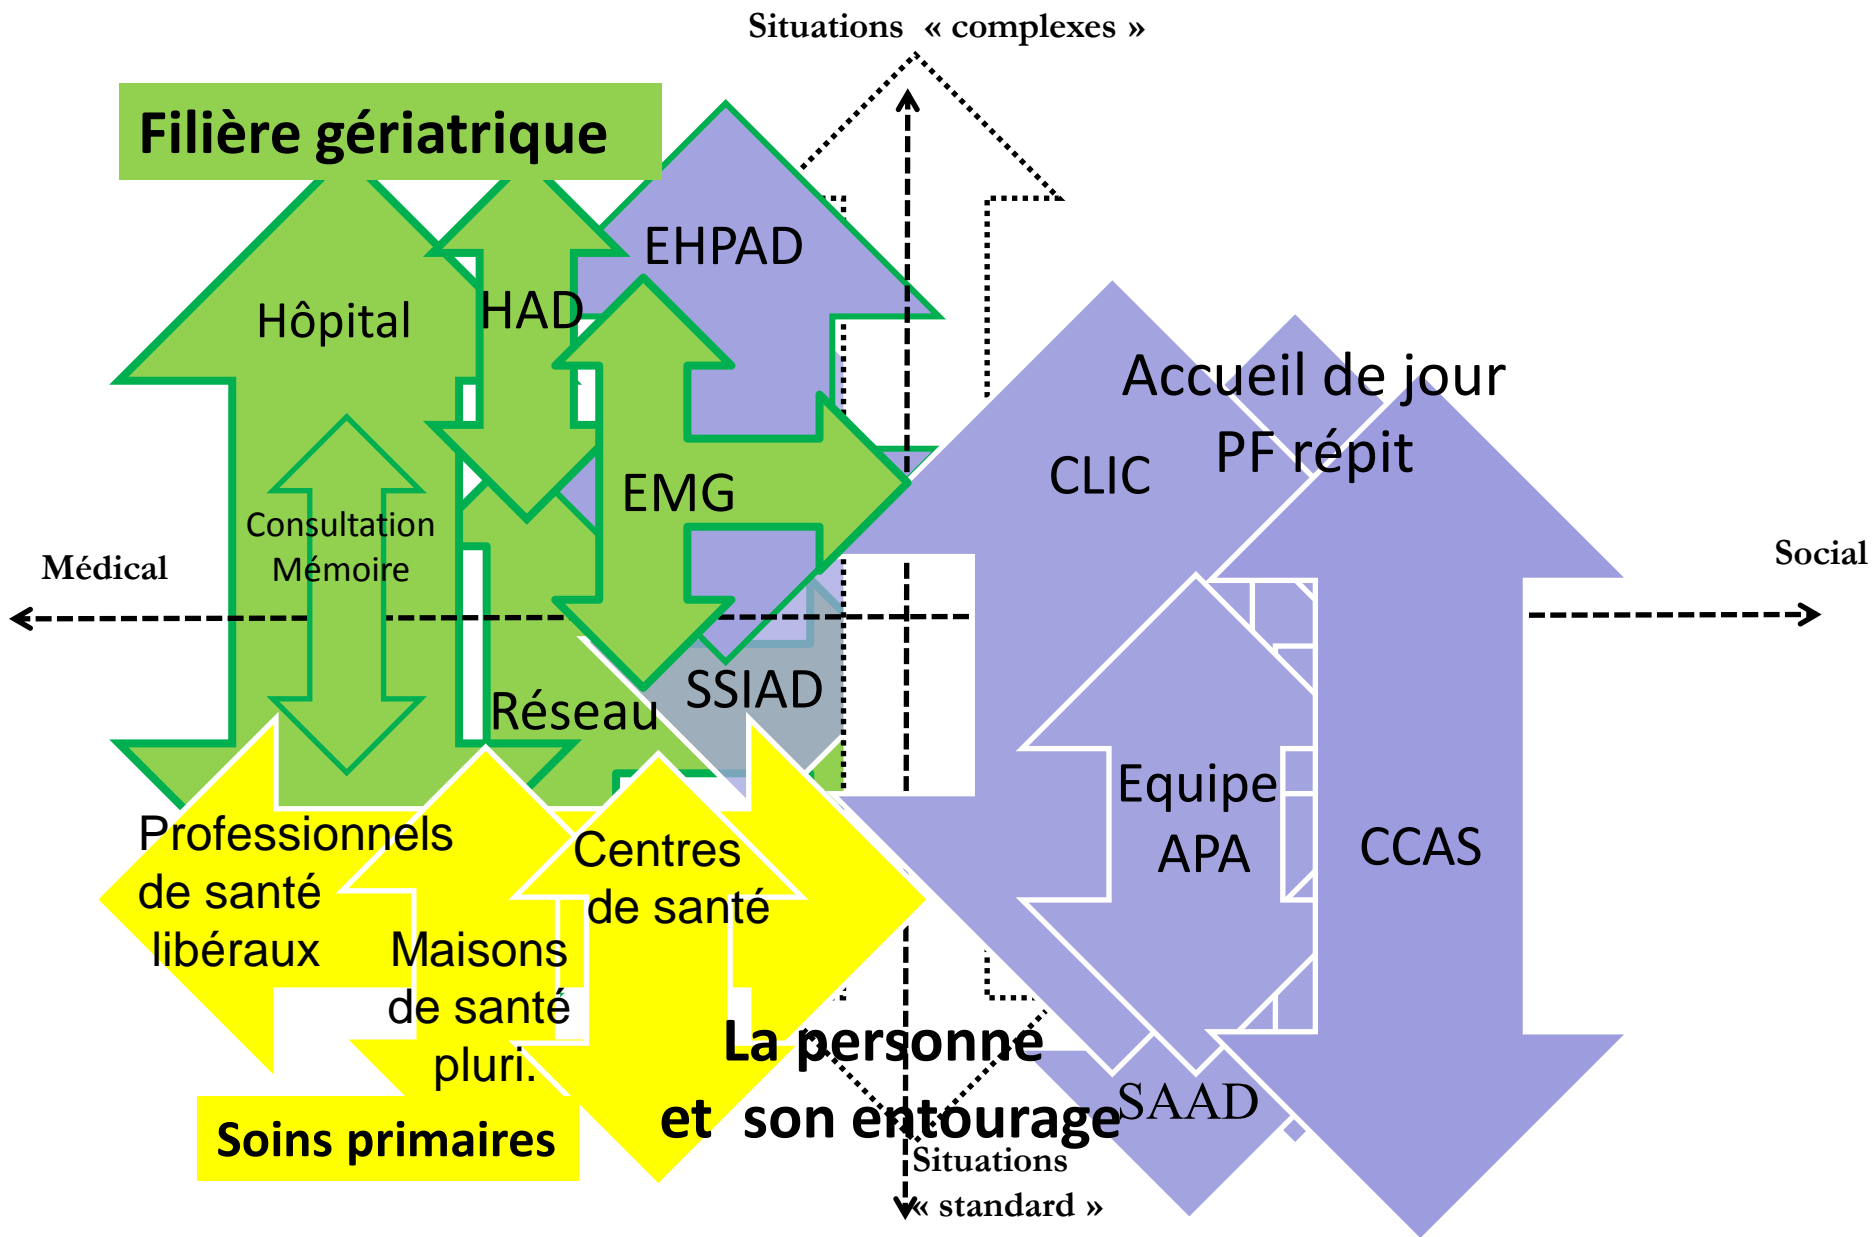 Situations « complexes »
Filière gériatrique
EHPAD
Hôpital
HAD
Accueil de jour
PF répit
CLIC
EMG
Consultation
Mémoire
Médical
Social
SSIAD
Réseau
Equipe
APA
CCAS
Professionnels
de santé
libéraux
Centres
de santé
Maisons
de santé
pluri.
La personne
et son entourage
SAAD
Soins primaires
Situations
« standard »